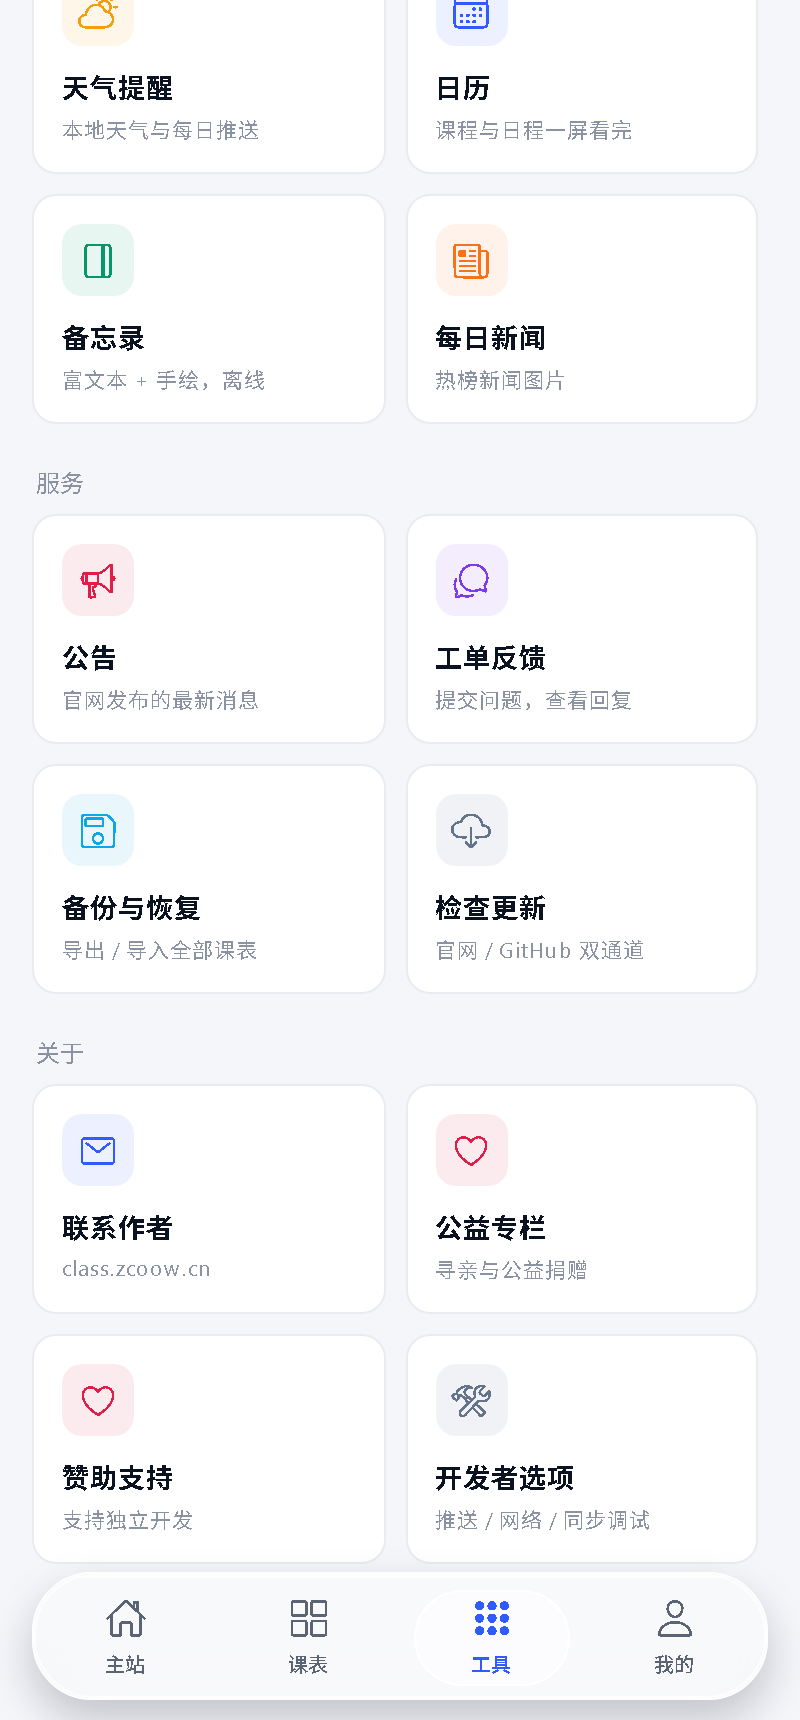 天气提醒
日历
本地天气与每日推送
课程与日程一屏看完
备忘录
每日新闻
富文本 + 手绘，离线
热榜新闻图片
服务
公告
工单反馈
官网发布的最新消息
提交问题，查看回复
备份与恢复
检查更新
导出 / 导入全部课表
官网 / GitHub 双通道
关于
联系作者
公益专栏
class.zcoow.cn
寻亲与公益捐赠
赞助支持
开发者选项
支持独立开发
推送 / 网络 / 同步调试
主站
课表
工具
我的